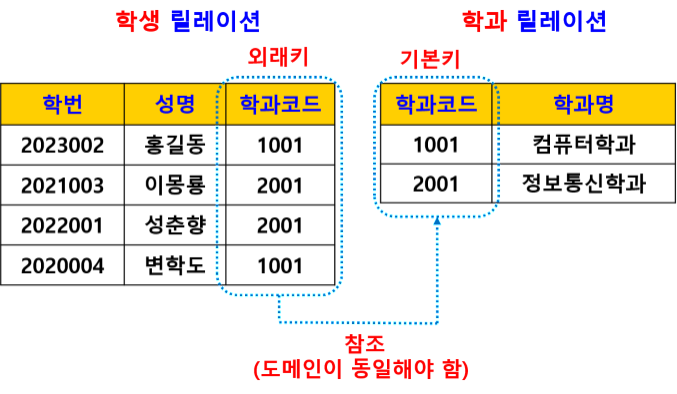 학생 릴레이션
학과 릴레이션
외래키
기본키
학번 성명 학과코드
2023002 홍길동 1001
2021003 이몽룡 2001
2022001 성춘향 2001
2020004 변학도 1001
학과코드 학과명
1001 컴퓨터학과
2001 정보통신학과
참조
(도메인이 동일해야 함)